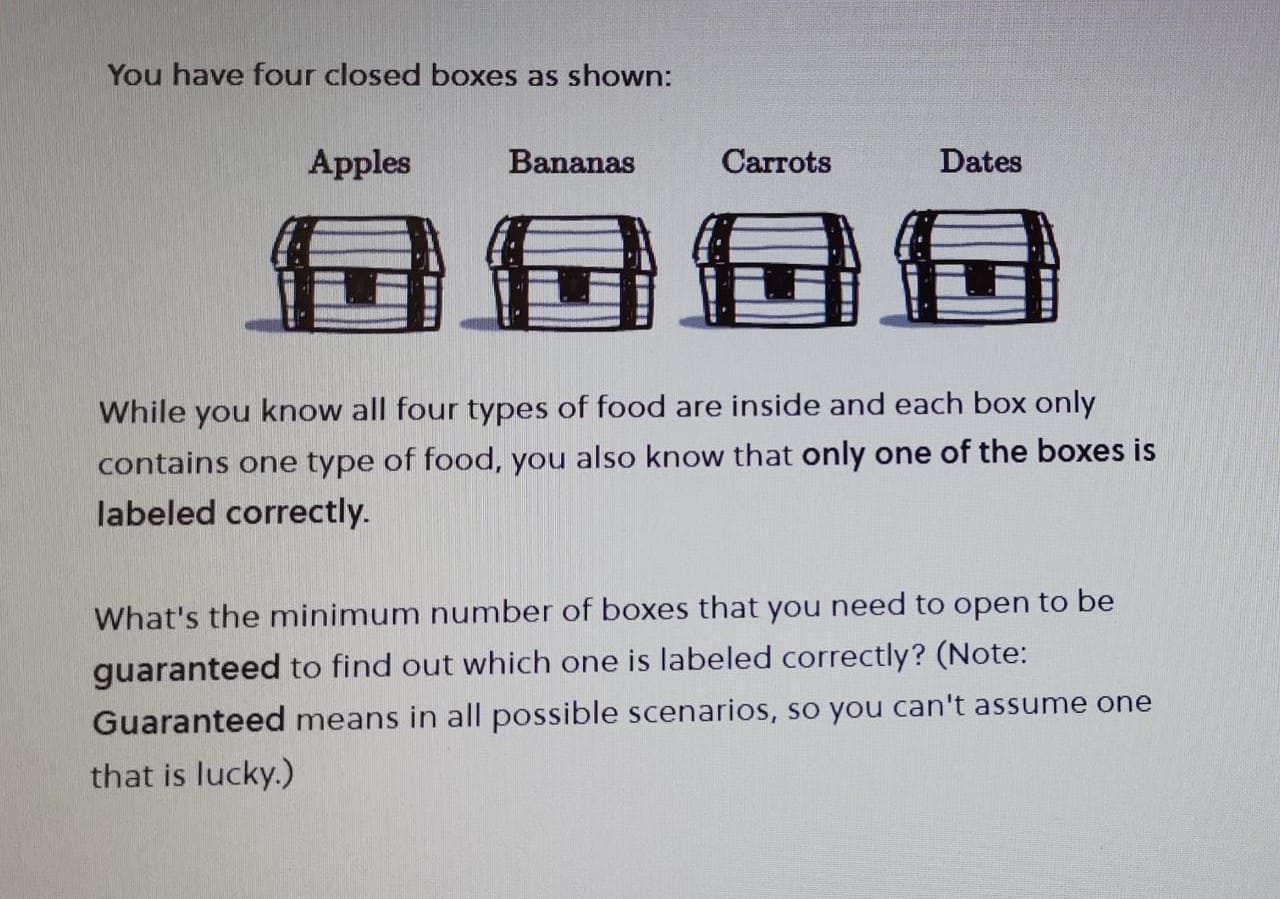 You have four closed boxes as shown:
Apples Bananas Carrots Dates
While you know all four types of food are inside and each box only
contains one type of food, you also know that only one of the boxes is
labeled correctly.
What's the minimum number of boxes that you need to open to be
guaranteed to find out which one is labeled correctly? (Note:
Guaranteed means in all possible scenarios, so you can't assume one
that is lucky.)